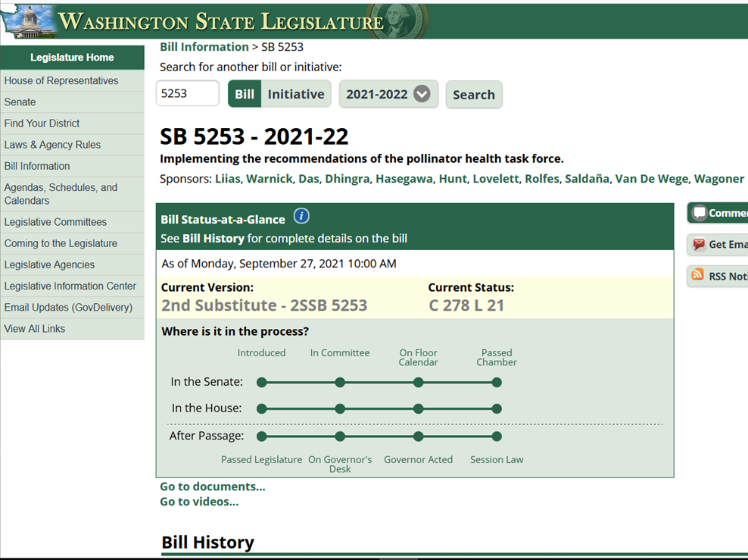 WASHINGTON STATE LEGISLATURE
Legislature Home
House of Representatives
Senate
Find Your District
Laws & Agency Rules
Bill Information
Agendas, Schedules, and
Calendars
Legislative Committees
Coming to the Legislature
Legislative Agencies
Legislative Information Center
Email Updates (GovDelivery)
View All Links
Bill Information > SB 5253
Search for another bill or initiative:
5253 Bill Initiative 2021-2022 Search
SB 5253 - 2021-22
Implementing the recommendations of the pollinator health task force.
Sponsors: Liias, Warnick, Das, Dhingra, Hasegawa, Hunt, Lovelett, Rolfes, Saldaña, Van De Wege, Wagoner
Bill Status-at-a-Glance i
See Bill History for complete details on the bill
As of Monday, September 27, 2021 10:00 AM
Current Version: Current Status:
2nd Substitute - 2SSB 5253 C 278 L 21
Where is it in the process?
Introduced In Committee On Floor Passed
Calendar Chamber
In the Senate:
In the House:
After Passage:
Passed Legislature On Governor's Governor Acted Session Law
Desk
Go to documents...
Go to videos...
Commen
Get Ema
RSS Not
Bill History